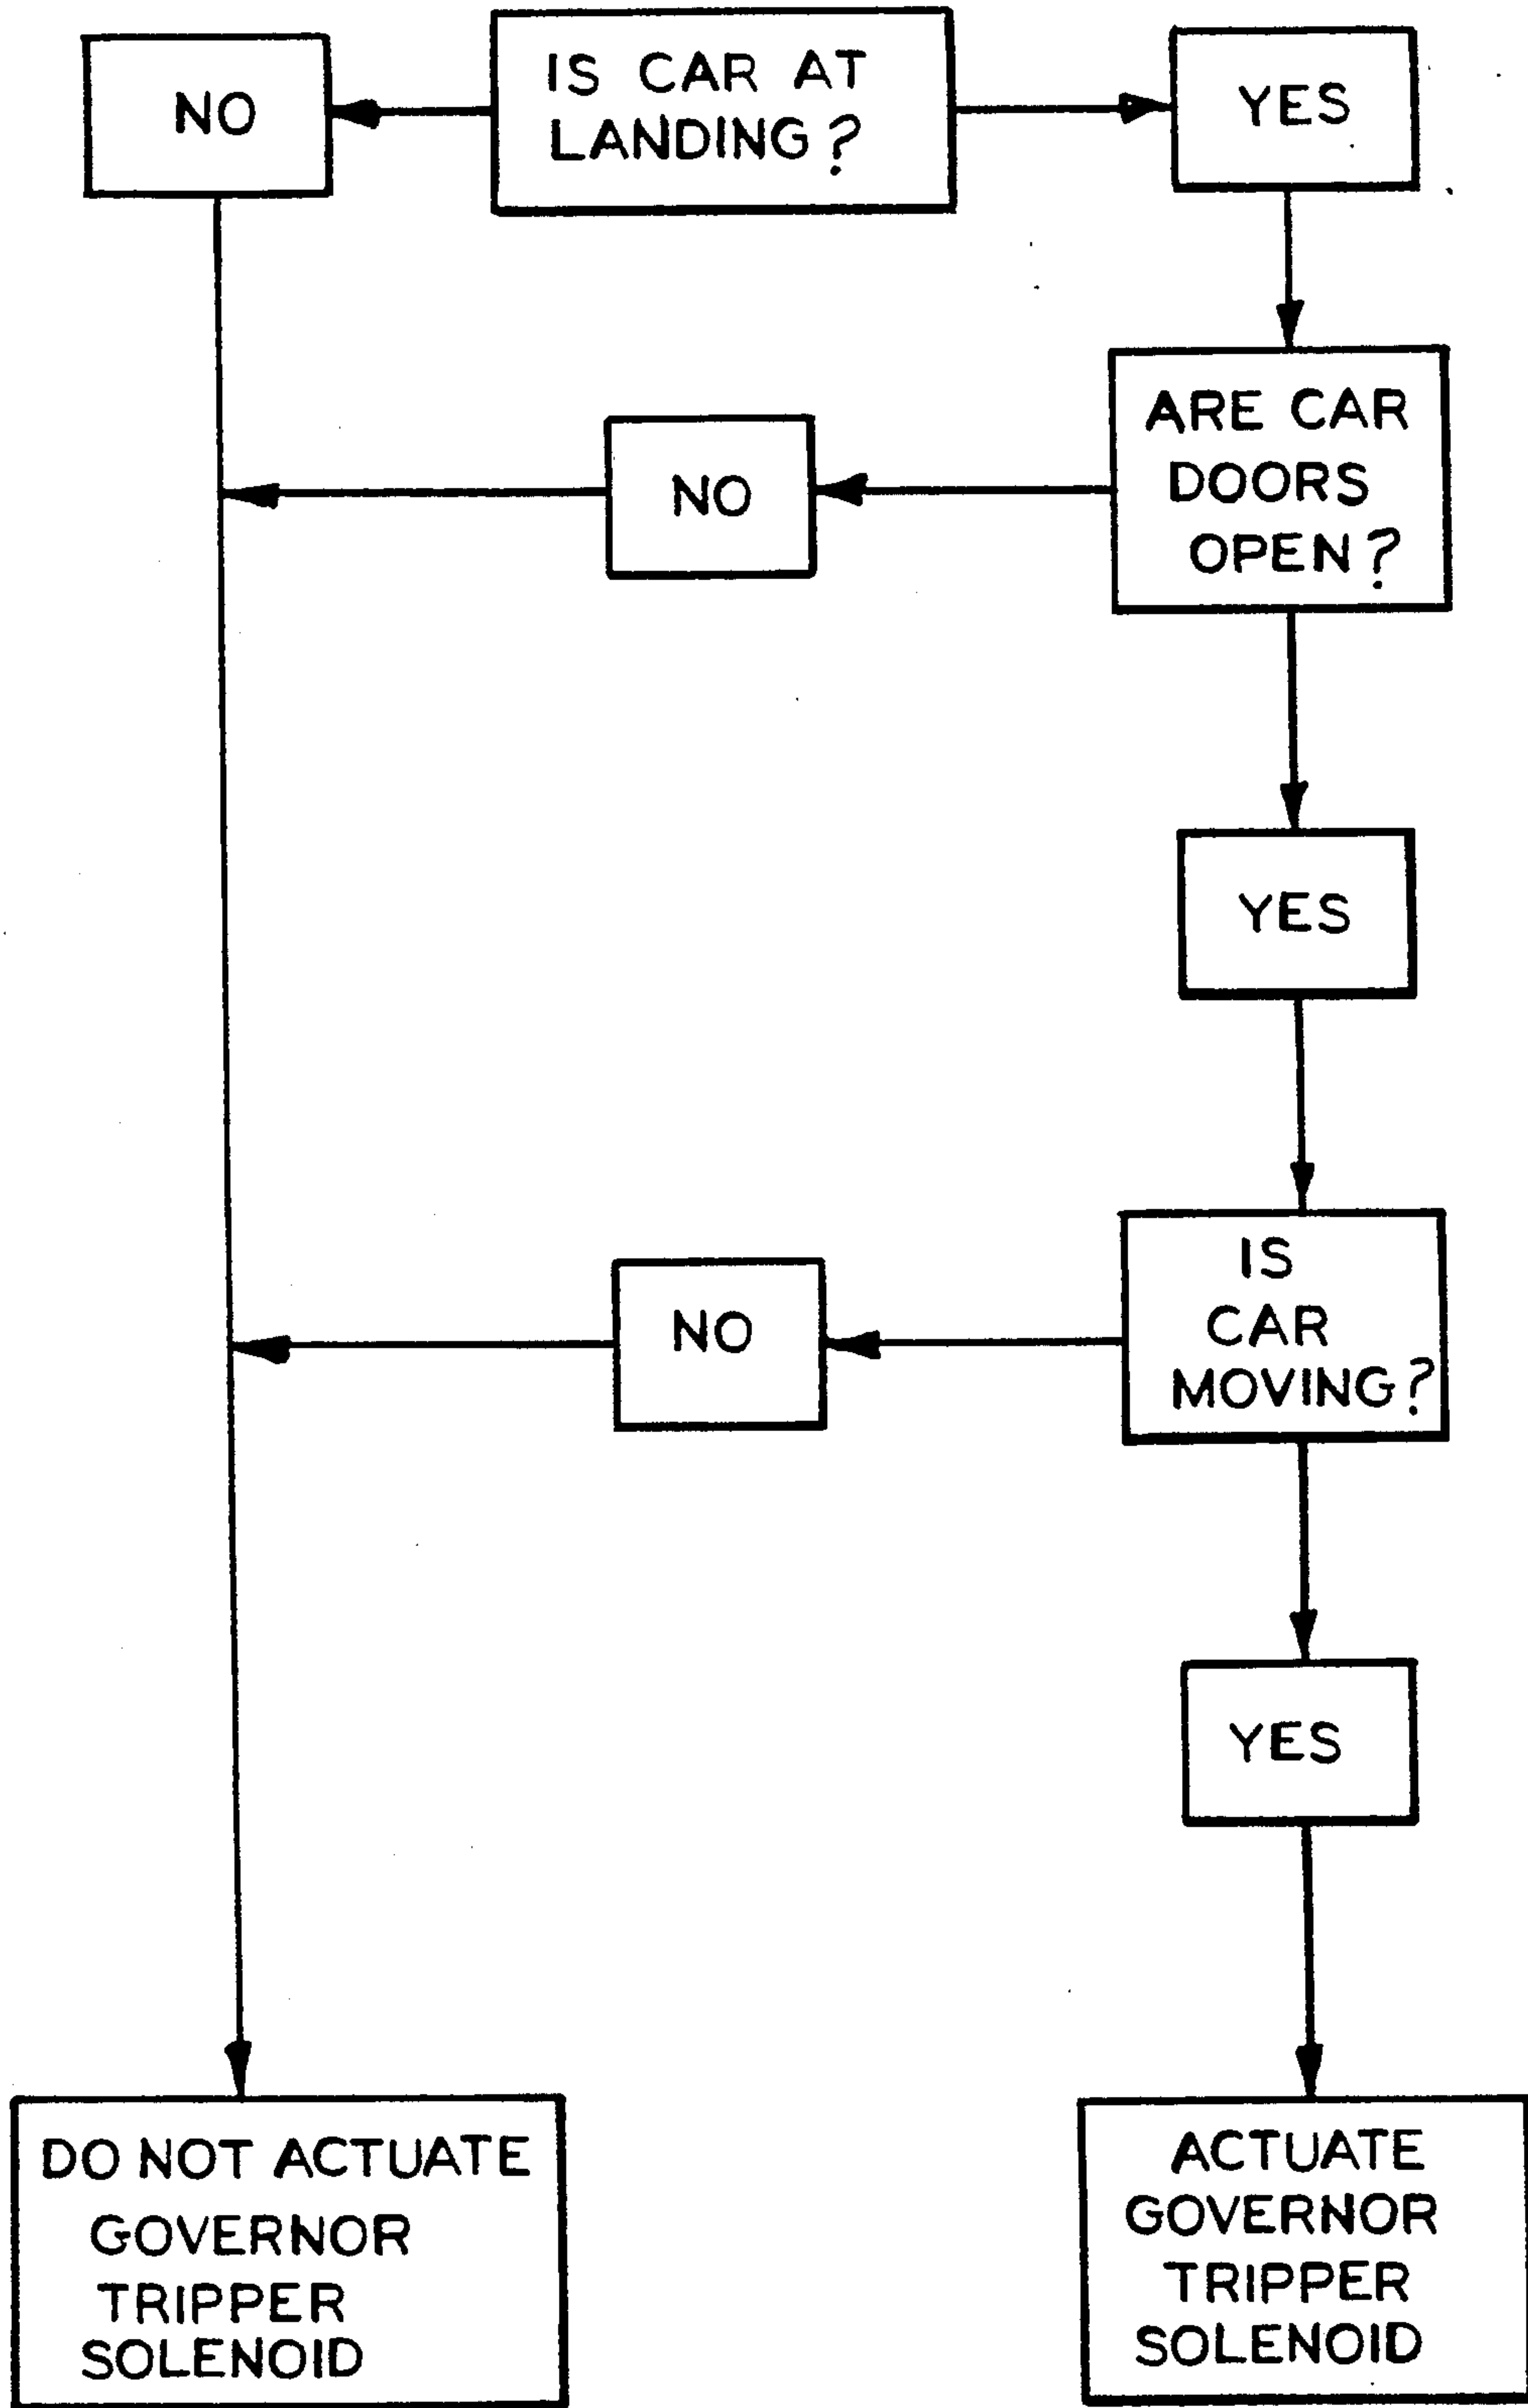 NO
IS CAR AT
LANDING?
YES
ARE CAR
DOORS
OPEN?
NO
YES
IS
CAR
MOVING?
NO
YES
DO NOT ACTUATE
GOVERNOR
TRIPPER
SOLENOID
ACTUATE
GOVERNOR
TRIPPER
SOLENOID